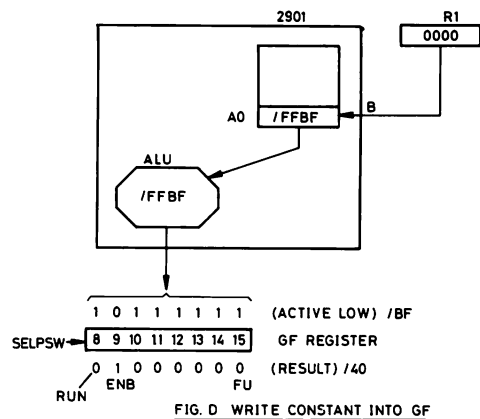 2901 R1
0000
A0 /FFBF B
ALU
/FFBF
1 0 1 1 1 1 1 1 (ACTIVE LOW) /BF
SELPSW 8 9 10 11 12 13 14 15 GF REGISTER
0 1 0 0 0 0 0 0 (RESULT) /40
RUN ENB FU
FIG. D WRITE CONSTANT INTO GF